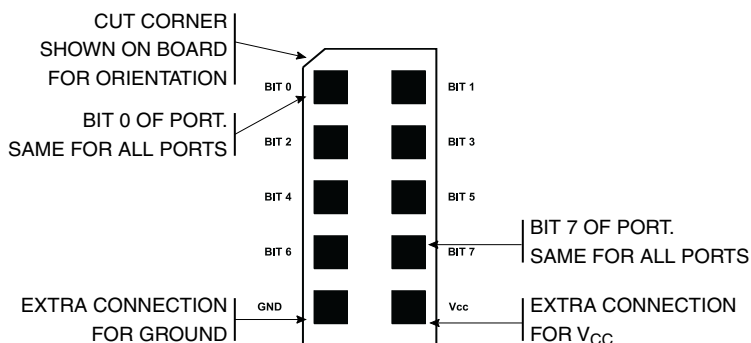 CUT CORNER
SHOWN ON BOARD
FOR ORIENTATION
BIT 0
BIT 1
BIT 0 OF PORT.
SAME FOR ALL PORTS
BIT 2
BIT 3
BIT 4
BIT 5
BIT 6
BIT 7
BIT 7 OF PORT.
SAME FOR ALL PORTS
EXTRA CONNECTION
FOR GROUND
GND
Vcc
EXTRA CONNECTION
FOR VCC